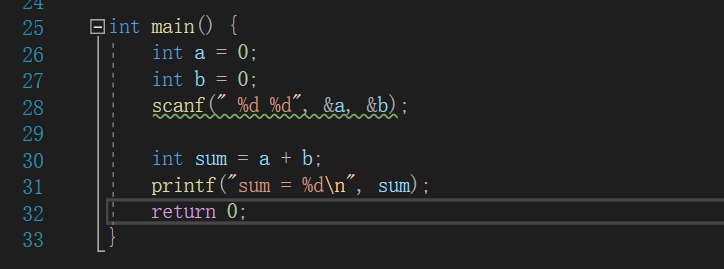 24
25 int main() {
26 int a = 0;
27 int b = 0;
28 scanf(" %d %d", &a, &b);
29
30 int sum = a + b;
31 printf("sum = %d\n", sum);
32 return 0;
33 }